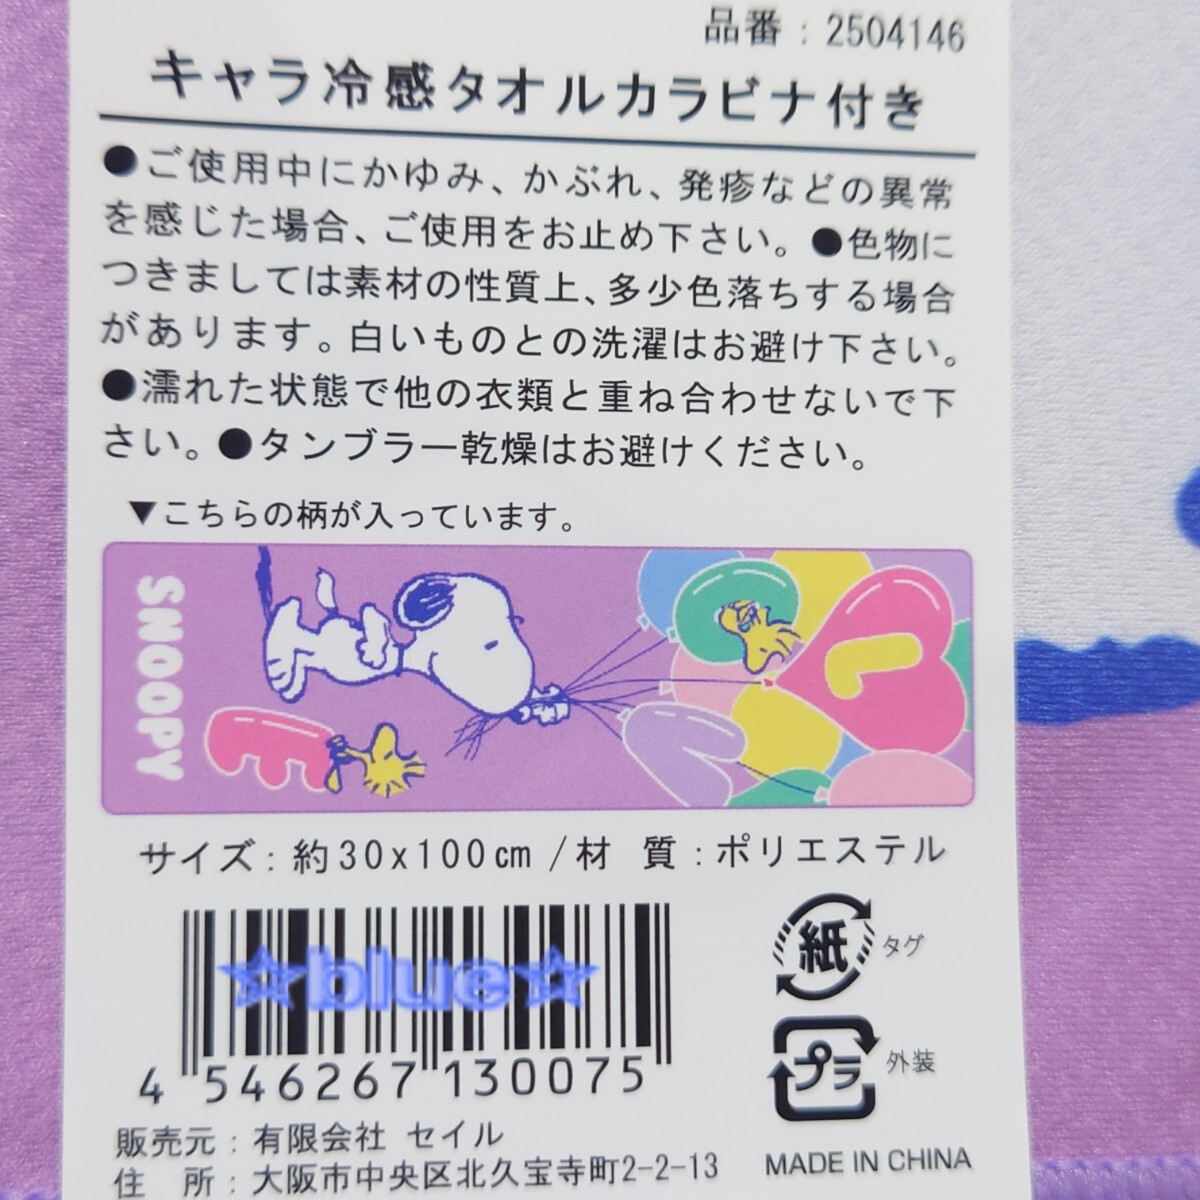 品番：2504146
キャラ冷感タオルカラビナ付き
●ご使用中にかゆみ、かぶれ、発疹などの異常
を感じた場合、ご使用をお止め下さい。●色物に
つきましては素材の性質上、多少色落ちする場合
があります。白いものとの洗濯はお避け下さい。
●濡れた状態で他の衣類と重ね合わせないで下
さい。●タンブラー乾燥はお避けください。
▼こちらの柄が入っています。
SNOOPY
サイズ：約30x100㎝ /材 質：ポリエステル
☆blue☆
紙 タグ
4 546267 130075
プラ 外装
販売元：有限会社 セイル
住 所：大阪市中央区北久宝寺町2-2-13
MADE IN CHINA